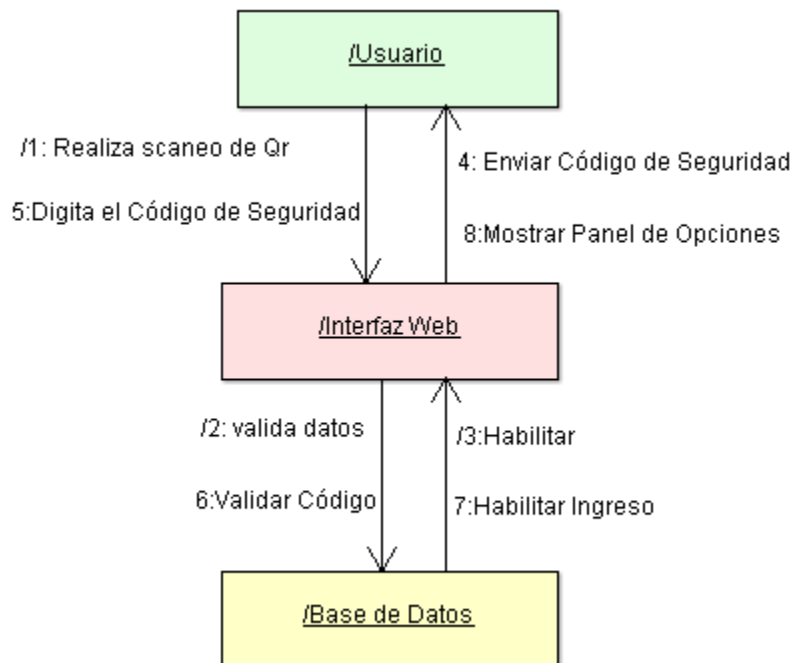 /Usuario
/1: Realiza scaneo de Qr
4: Enviar Código de Seguridad
5:Digita el Código de Seguridad
8:Mostrar Panel de Opciones
/Interfaz Web
/2: valida datos
/3:Habilitar
6:Validar Código
7:Habilitar Ingreso
/Base de Datos